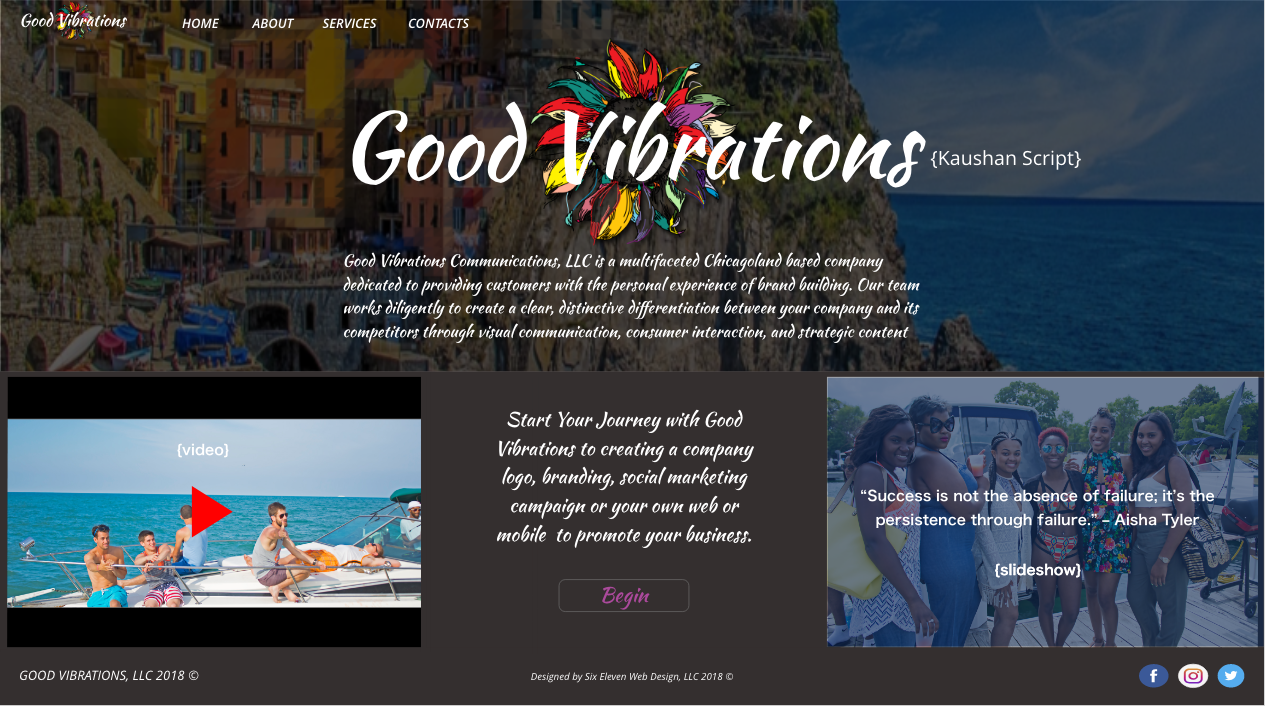 Good Vibrations
HOME ABOUT SERVICES CONTACTS
Good Vibrations {Kaushan Script}
Good Vibrations Communications, LLC is a multifaceted Chicagoland based company
dedicated to providing customers with the personal experience of brand building. Our team
works diligently to create a clear, distinctive differentiation between your company and its
competitors through visual communication, consumer interaction, and strategic content
{video}
Start Your Journey with Good
Vibrations to creating a company
logo, branding, social marketing
campaign or your own web or
mobile to promote your business.
Begin
“Success is not the absence of failure; it’s the
persistence through failure.” – Aisha Tyler
{slideshow}
GOOD VIBRATIONS, LLC 2018 ©
Designed by Six Eleven Web Design, LLC 2018 ©
f